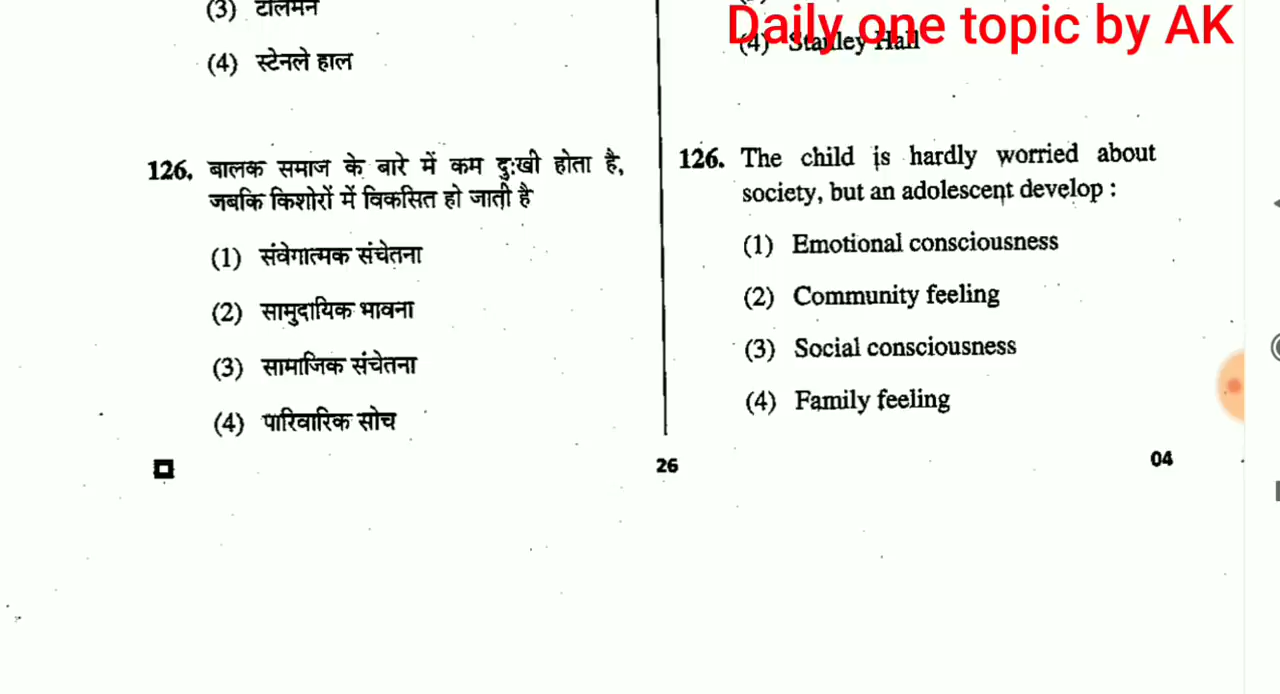 Daily one topic by AK
(3) टालमन
(4) स्टेनले हाल
126. बालक समाज के बारे में कम दुःखी होता है,
जबकि किशोरों में विकसित हो जाती है
(1) संवेगात्मक संचेतना
(2) सामुदायिक भावना
(3) सामाजिक संचेतना
(4) पारिवारिक सोच
(4) Stanley Hall
126. The child is hardly worried about
society, but an adolescent develop :
(1) Emotional consciousness
(2) Community feeling
(3) Social consciousness
(4) Family feeling
26
04